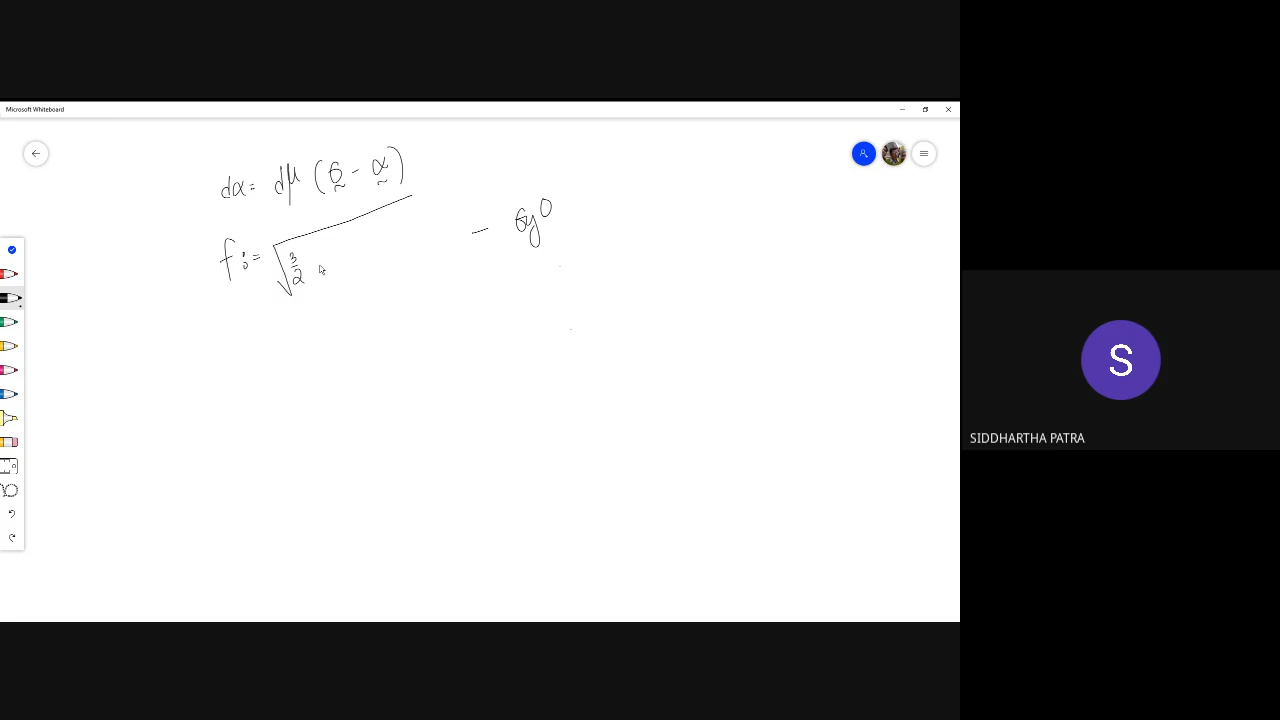 Microsoft Whiteboard
dα = dμ (σ - α)
f := √3/2 - σy0
S
SIDDHARTHA PATRA